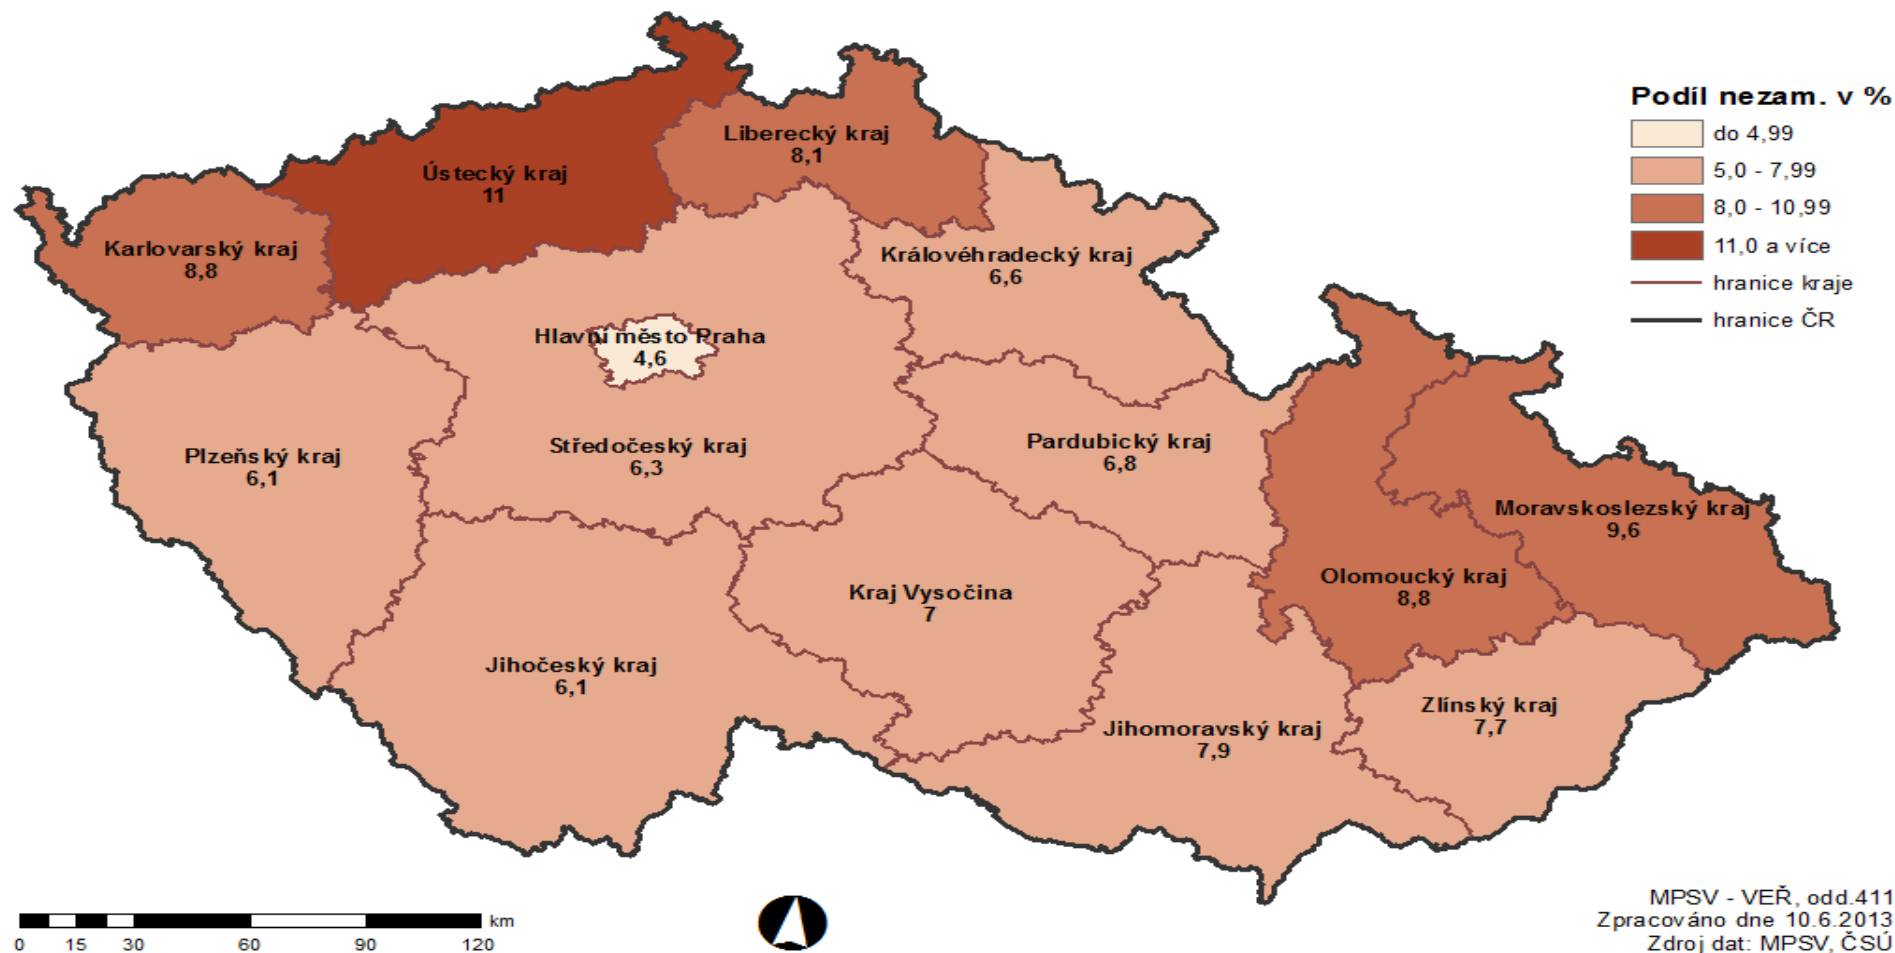 Podíl nezam. v %
do 4,99
5,0 - 7,99
8,0 - 10,99
11,0 a více
hranice kraje
hranice ČR
Liberecký kraj
8,1
Ústecký kraj
11
Karlovarský kraj
8,8
Královéhradecký kraj
6,6
Hlavní město Praha
4,6
Středočeský kraj
6,3
Plzeňský kraj
6,1
Pardubický kraj
6,8
Moravskoslezský kraj
9,6
Olomoucký kraj
8,8
Kraj Vysočina
7
Jihočeský kraj
6,1
Zlínský kraj
7,7
Jihomoravský kraj
7,9
km
0 15 30 60 90 120
MPSV - VEŘ, odd.411
Zpracováno dne 10.6.2013
Zdroj dat: MPSV, ČSÚ